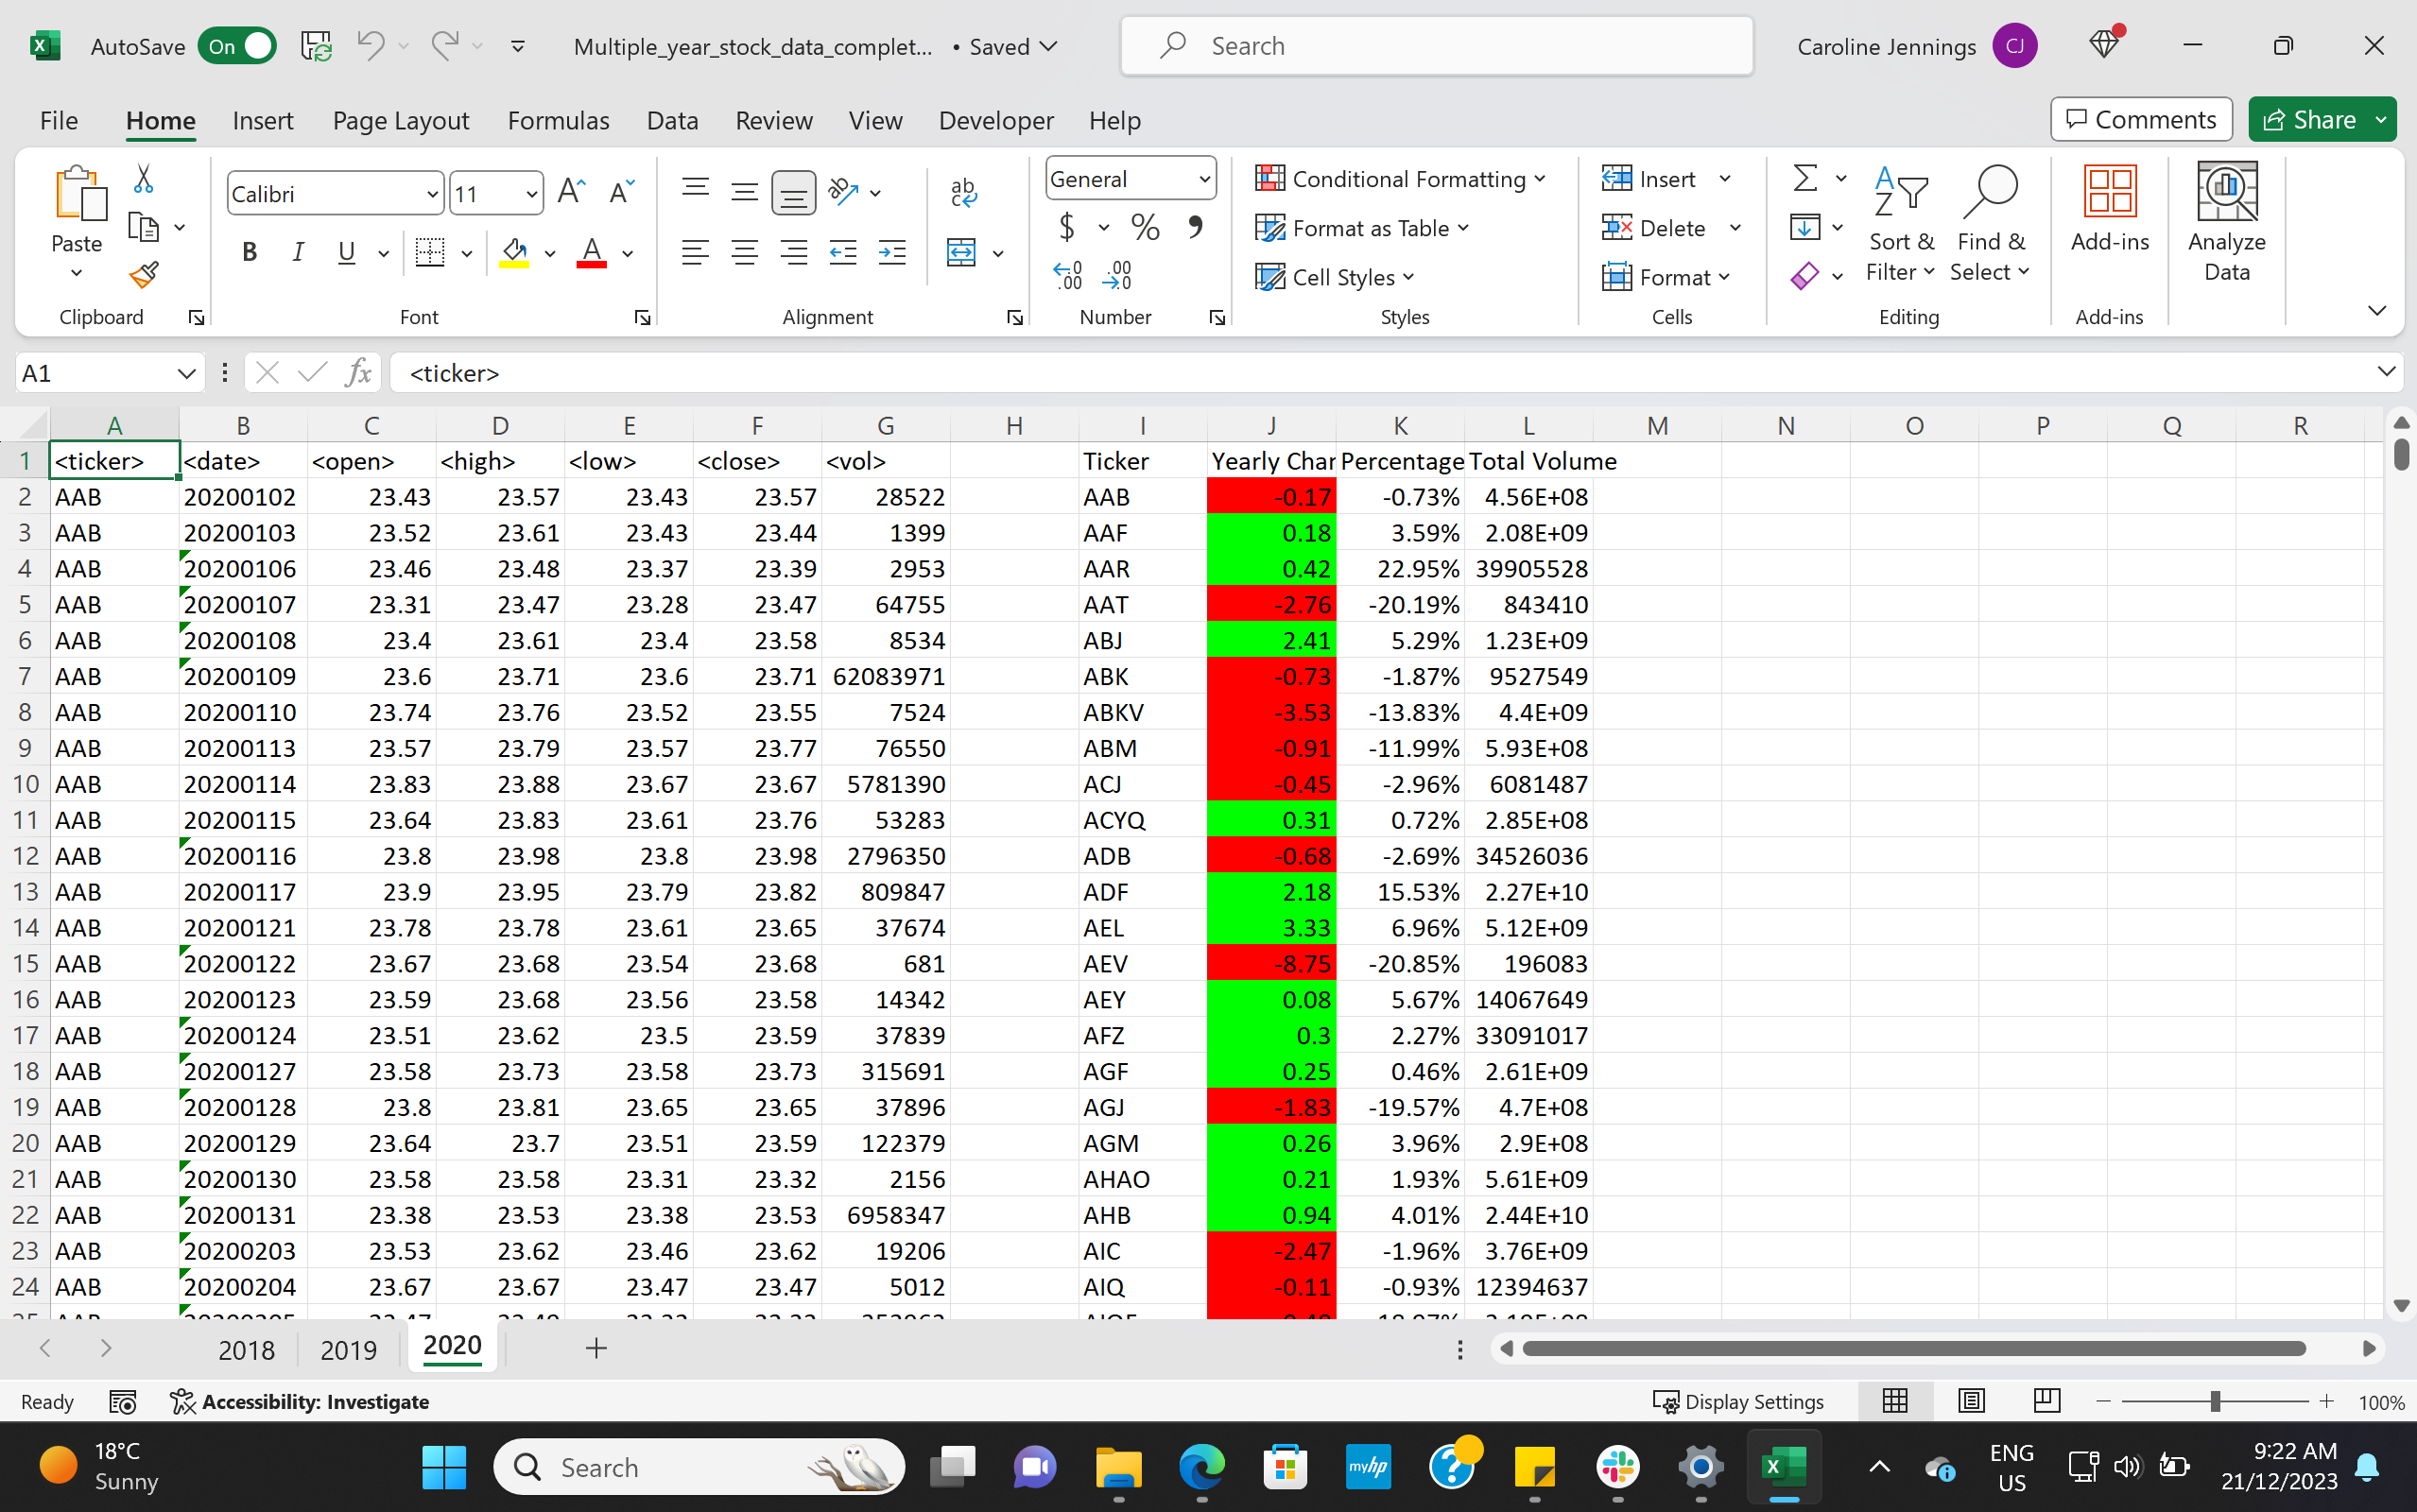 AutoSave On Multiple_year_stock_data_complet... • Saved Search Caroline Jennings CJ
File Home Insert Page Layout Formulas Data Review View Developer Help Comments Share
Paste Calibri 11 General Conditional Formatting Insert Sort & Filter Find & Select Add-ins Analyze Data
B I U A ab $ % Format as Table Delete
Cell Styles Format
Clipboard Font Alignment Number Styles Cells Editing Add-ins
A1 fx <ticker>
A B C D E F G H I J K L M N O P Q R
1 <ticker> <date> <open> <high> <low> <close> <vol> Ticker Yearly Char Percentage Total Volume
2 AAB 20200102 23.43 23.57 23.43 23.57 28522 AAB -0.17 -0.73% 4.56E+08
3 AAB 20200103 23.52 23.61 23.43 23.44 1399 AAF 0.18 3.59% 2.08E+09
4 AAB 20200106 23.46 23.48 23.37 23.39 2953 AAR 0.42 22.95% 39905528
5 AAB 20200107 23.31 23.47 23.28 23.47 64755 AAT -2.76 -20.19% 843410
6 AAB 20200108 23.4 23.61 23.4 23.58 8534 ABJ 2.41 5.29% 1.23E+09
7 AAB 20200109 23.6 23.71 23.6 23.71 62083971 ABK -0.73 -1.87% 9527549
8 AAB 20200110 23.74 23.76 23.52 23.55 7524 ABKV -3.53 -13.83% 4.4E+09
9 AAB 20200113 23.57 23.79 23.57 23.77 76550 ABM -0.91 -11.99% 5.93E+08
10 AAB 20200114 23.83 23.88 23.67 23.67 5781390 ACJ -0.45 -2.96% 6081487
11 AAB 20200115 23.64 23.83 23.61 23.76 53283 ACYQ 0.31 0.72% 2.85E+08
12 AAB 20200116 23.8 23.98 23.8 23.98 2796350 ADB -0.68 -2.69% 34526036
13 AAB 20200117 23.9 23.95 23.79 23.82 809847 ADF 2.18 15.53% 2.27E+10
14 AAB 20200121 23.78 23.78 23.61 23.65 37674 AEL 3.33 6.96% 5.12E+09
15 AAB 20200122 23.67 23.68 23.54 23.68 681 AEV -8.75 -20.85% 196083
16 AAB 20200123 23.59 23.68 23.56 23.58 14342 AEY 0.08 5.67% 14067649
17 AAB 20200124 23.51 23.62 23.5 23.59 37839 AFZ 0.3 2.27% 33091017
18 AAB 20200127 23.58 23.73 23.58 23.73 315691 AGF 0.25 0.46% 2.61E+09
19 AAB 20200128 23.8 23.81 23.65 23.65 37896 AGJ -1.83 -19.57% 4.7E+08
20 AAB 20200129 23.64 23.7 23.51 23.59 122379 AGM 0.26 3.96% 2.9E+08
21 AAB 20200130 23.58 23.58 23.31 23.32 2156 AHAO 0.21 1.93% 5.61E+09
22 AAB 20200131 23.38 23.53 23.38 23.53 6958347 AHB 0.94 4.01% 2.44E+10
23 AAB 20200203 23.53 23.62 23.46 23.62 19206 AIC -2.47 -1.96% 3.76E+09
24 AAB 20200204 23.67 23.67 23.47 23.47 5012 AIQ -0.11 -0.93% 12394637
2018 2019 2020
Ready Accessibility: Investigate Display Settings 100%
18°C Search myhp ENG 9:22 AM
Sunny US 21/12/2023